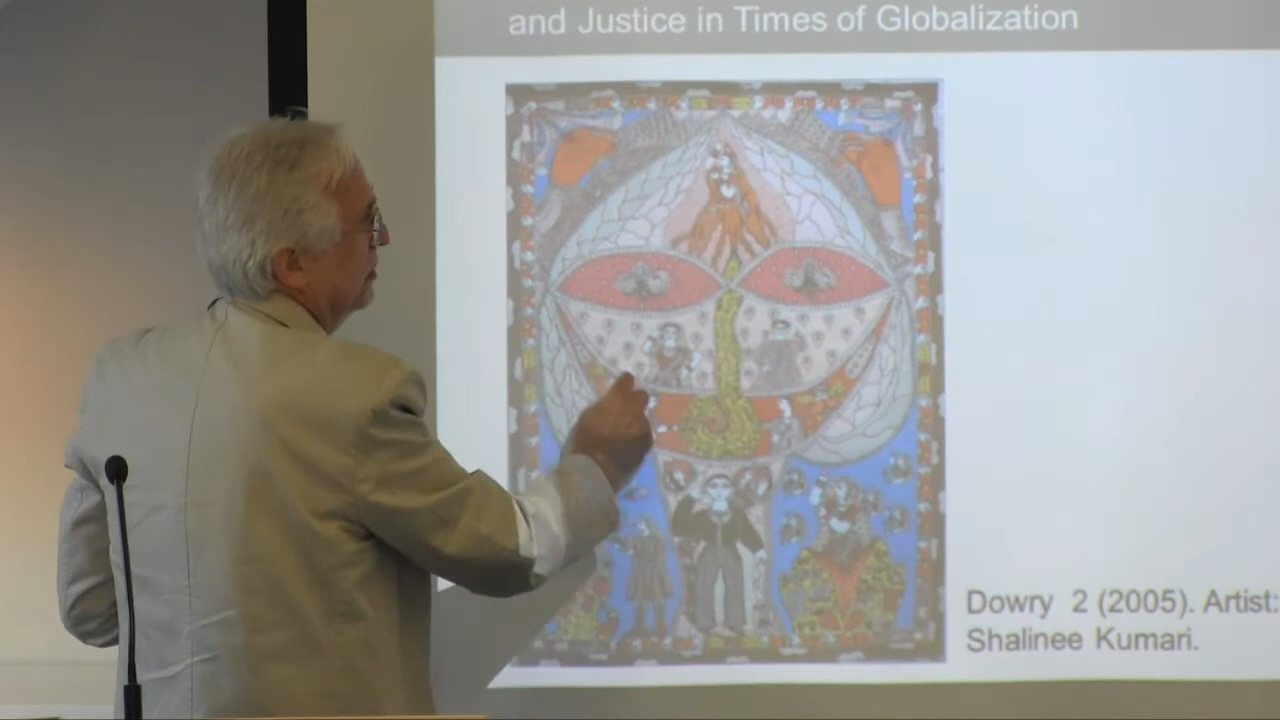 and Justice in Times of Globalization
Dowry 2 (2005). Artist:
Shalinee Kumari.